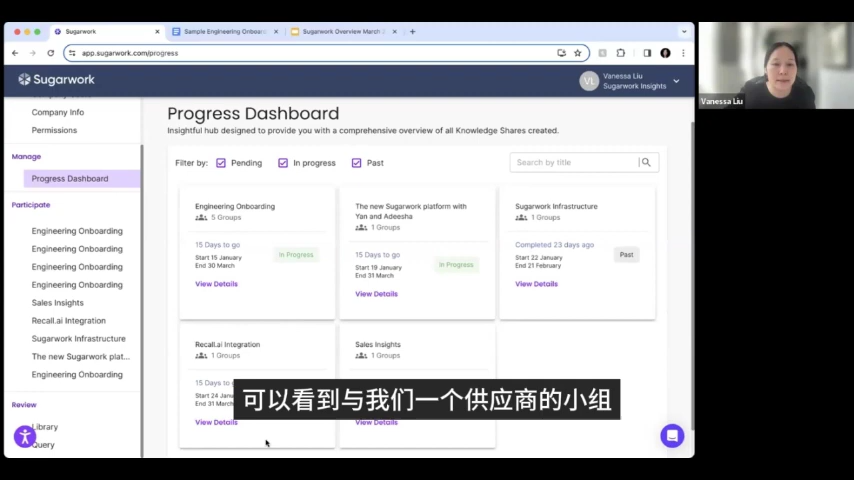 Sugarwork
Sample Engineering Onboar
Sugarwork Overview March
app.sugarwork.com/progress
Sugarwork
VL
Vanessa Liu
Sugarwork Insights
Vanessa Liu
Company Info
Permissions
Manage
Progress Dashboard
Participate
Engineering Onboarding
Engineering Onboarding
Engineering Onboarding
Engineering Onboarding
Sales Insights
Recall.ai Integration
Sugarwork Infrastructure
The new Sugarwork plat...
Engineering Onboarding
Review
Library
Query
Progress Dashboard
Insightful hub designed to provide you with a comprehensive overview of all Knowledge Shares created.
Filter by:
Pending
In progress
Past
Search by title
Engineering Onboarding
5 Groups
15 Days to go
Start 15 January
End 30 March
In Progress
View Details
The new Sugarwork platform with
Yan and Adeesha
1 Groups
15 Days to go
Start 19 January
End 31 March
In Progress
View Details
Sugarwork Infrastructure
1 Groups
Completed 23 days ago
Start 22 January
End 21 February
Past
View Details
Recall.ai Integration
1 Groups
15 Days
Start 24
End 31
View Details
Sales Insights
1 Groups
View Details
可以看到与我们一个供应商的小组